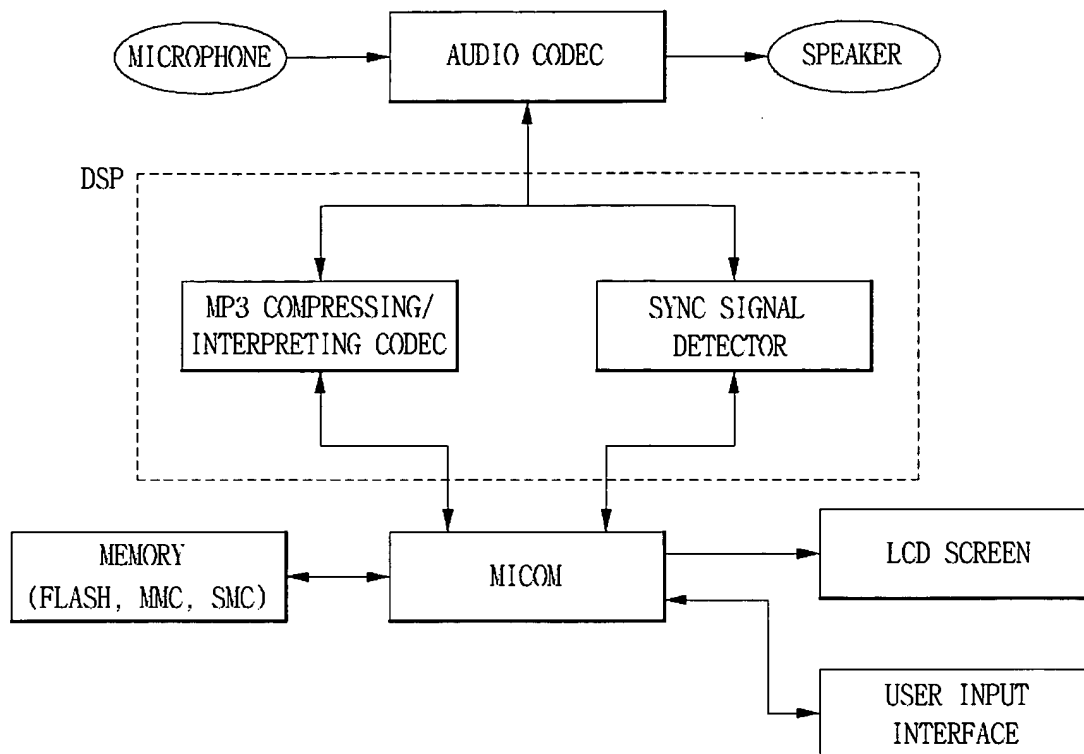 MICROPHONE
AUDIO CODEC
SPEAKER
DSP
MP3 COMPRESSING/
INTERPRETING CODEC
SYNC SIGNAL
DETECTOR
MEMORY
(FLASH, MMC, SMC)
MICOM
LCD SCREEN
USER INPUT
INTERFACE